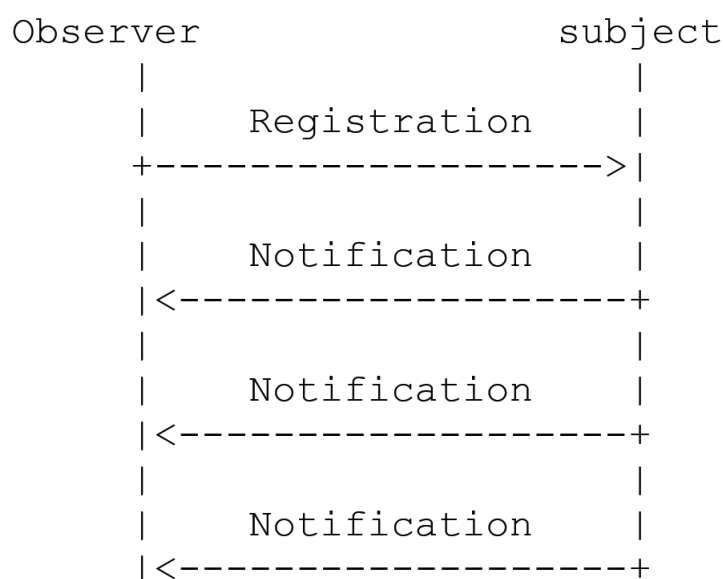 Observer subject
Registration
Notification
Notification
Notification